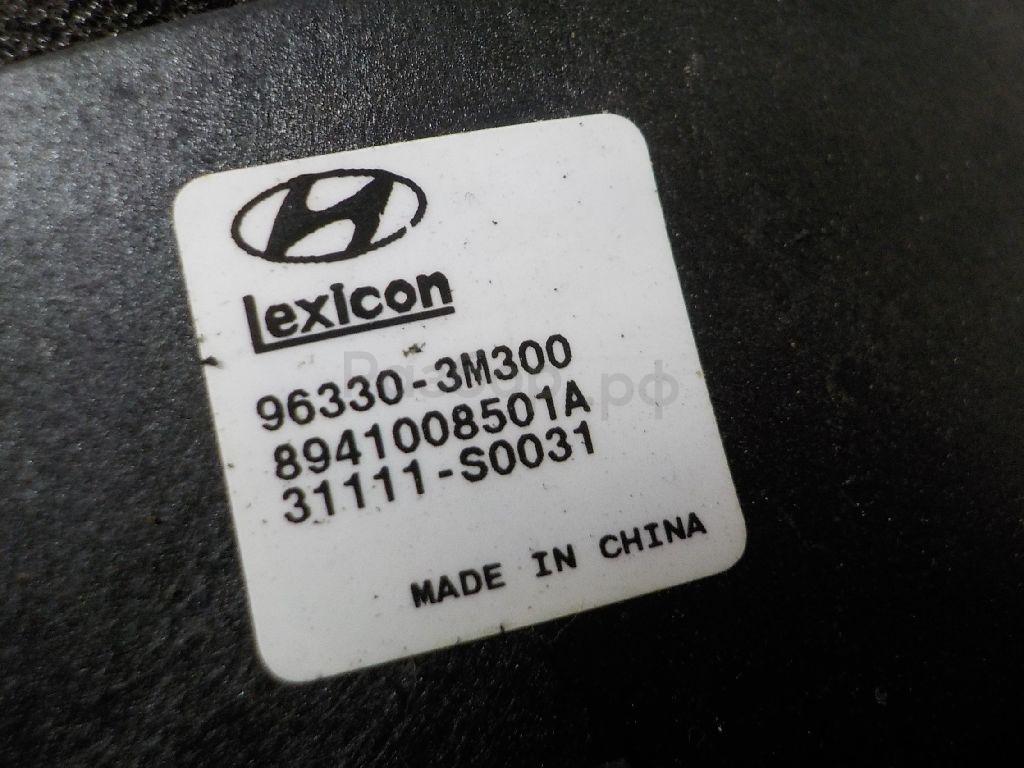 Lexicon
96330-3M300
8941008501A
31111-S0031
MADE IN CHINA